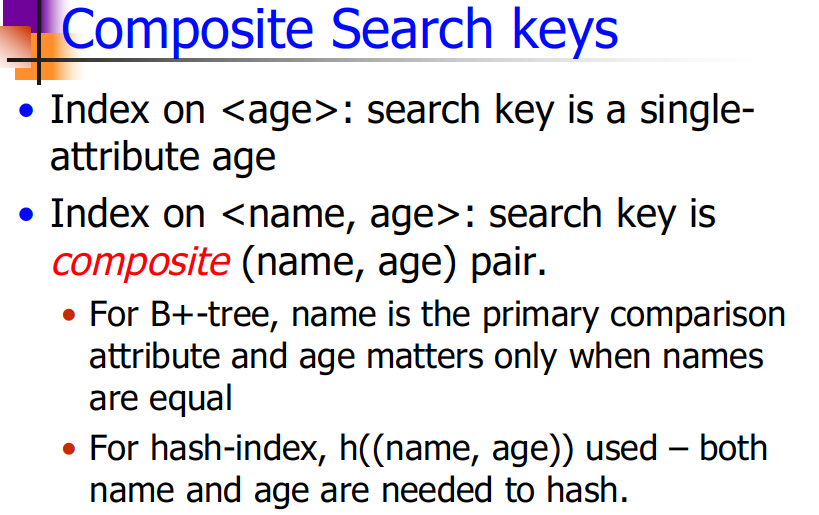 Composite Search keys
• Index on <age>: search key is a single-
attribute age
• Index on <name, age>: search key is
composite (name, age) pair.
• For B+-tree, name is the primary comparison
attribute and age matters only when names
are equal
• For hash-index, h((name, age)) used – both
name and age are needed to hash.